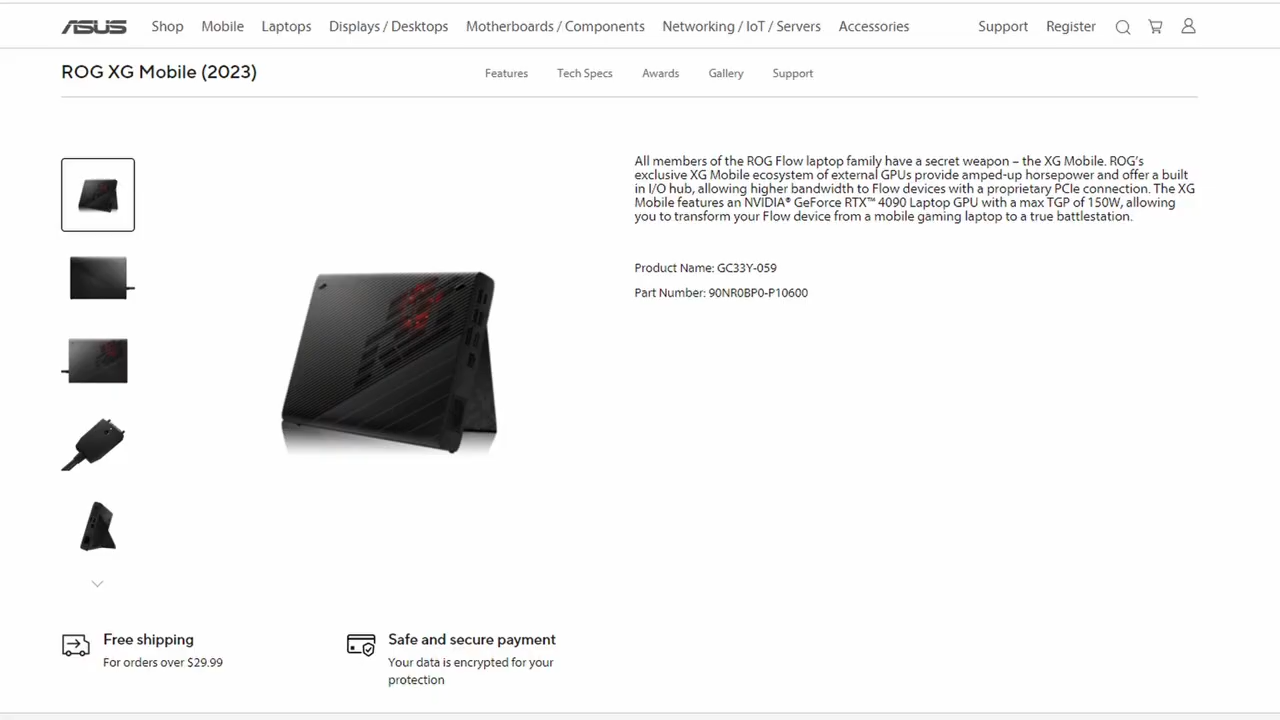 ASUS Shop Mobile Laptops Displays / Desktops Motherboards / Components Networking / IoT / Servers Accessories Support Register
ROG XG Mobile (2023) Features Tech Specs Awards Gallery Support
All members of the ROG Flow laptop family have a secret weapon – the XG Mobile. ROG's
exclusive XG Mobile ecosystem of external GPUs provide amped-up horsepower and offer a built
in I/O hub, allowing higher bandwidth to Flow devices with a proprietary PCIe connection. The XG
Mobile features an NVIDIA® GeForce RTX™ 4090 Laptop GPU with a max TGP of 150W, allowing
you to transform your Flow device from a mobile gaming laptop to a true battlestation.
Product Name: GC33Y-059
Part Number: 90NR0BP0-P10600
Free shipping
For orders over $29.99
Safe and secure payment
Your data is encrypted for your
protection